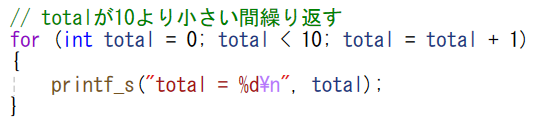 // totalが10より小さい間繰り返す
for (int total = 0; total < 10; total = total + 1)
{
    printf_s("total = %d¥n", total);
}